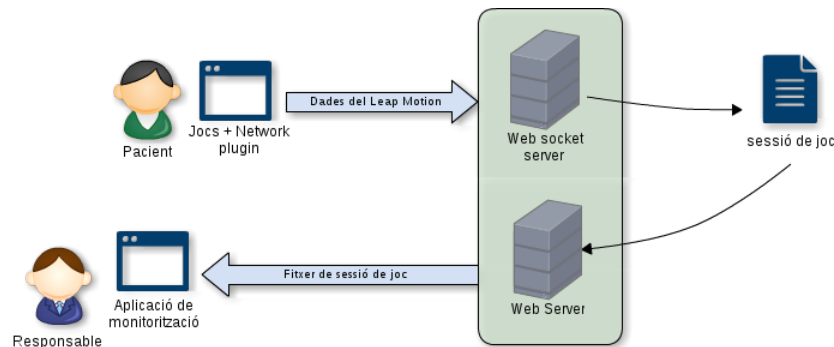 Dades del Leap Motion
Pacient
Jocs + Network
plugin
Web socket
server
sessió de joc
Fitxer de sessió de joc
Responsable
Aplicació de
monitorització
Web Server